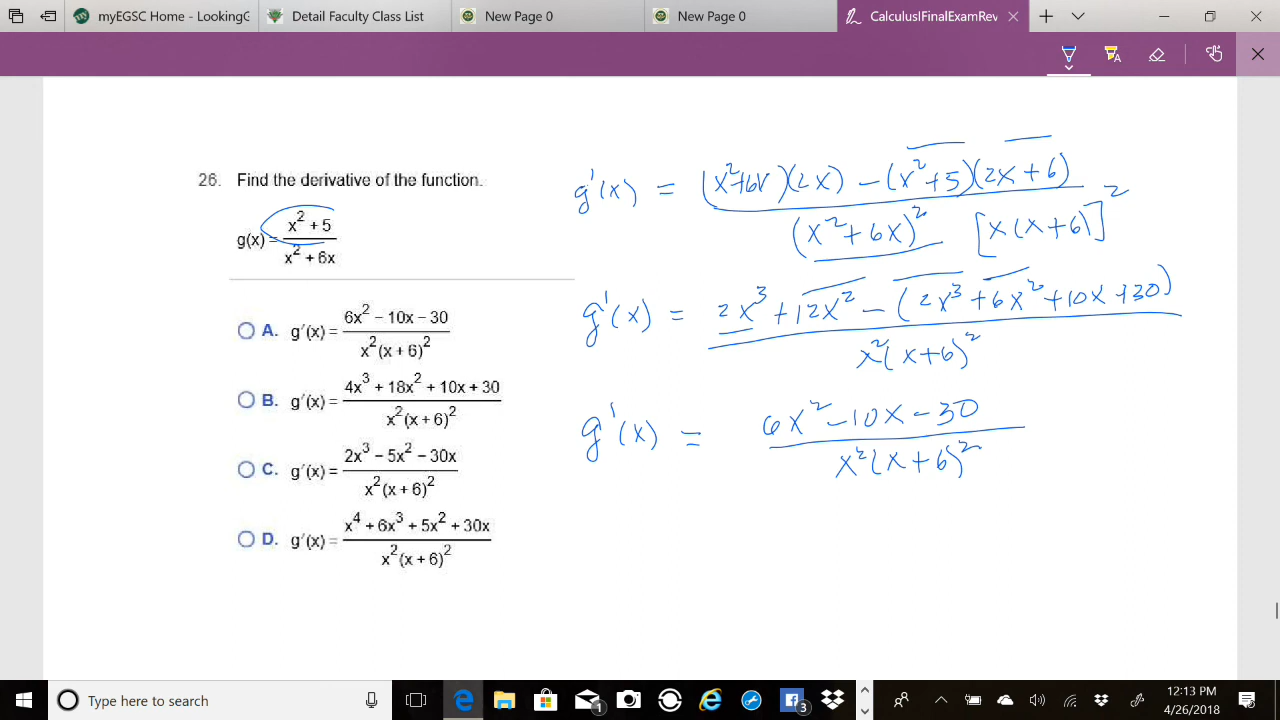 myEGSC Home - LookingG
Detail Faculty Class List
New Page 0
New Page 0
CalculusIFinalExamRev
26. Find the derivative of the function.
g(x) = (x² + 5)/(x² + 6x)
A. g′(x) = (6x² − 10x − 30)/(x²(x + 6)²)
B. g′(x) = (4x³ + 18x² + 10x + 30)/(x²(x + 6)²)
C. g′(x) = (2x³ − 5x² − 30x)/(x²(x + 6)²)
D. g′(x) = (x⁴ + 6x³ + 5x² + 30x)/(x²(x + 6)²)
g'(x) = ((x²+6x)(2x) − (x²+5)(2x+6))/((x²+6x)²) [x(x+6)]²
g'(x) = (2x³ + 12x² − (2x³ + 6x² + 10x + 30))/(x²(x+6)²)
g'(x) = (6x² − 10x − 30)/(x²(x+6)²)
Type here to search
1
3
12:13 PM
4/26/2018